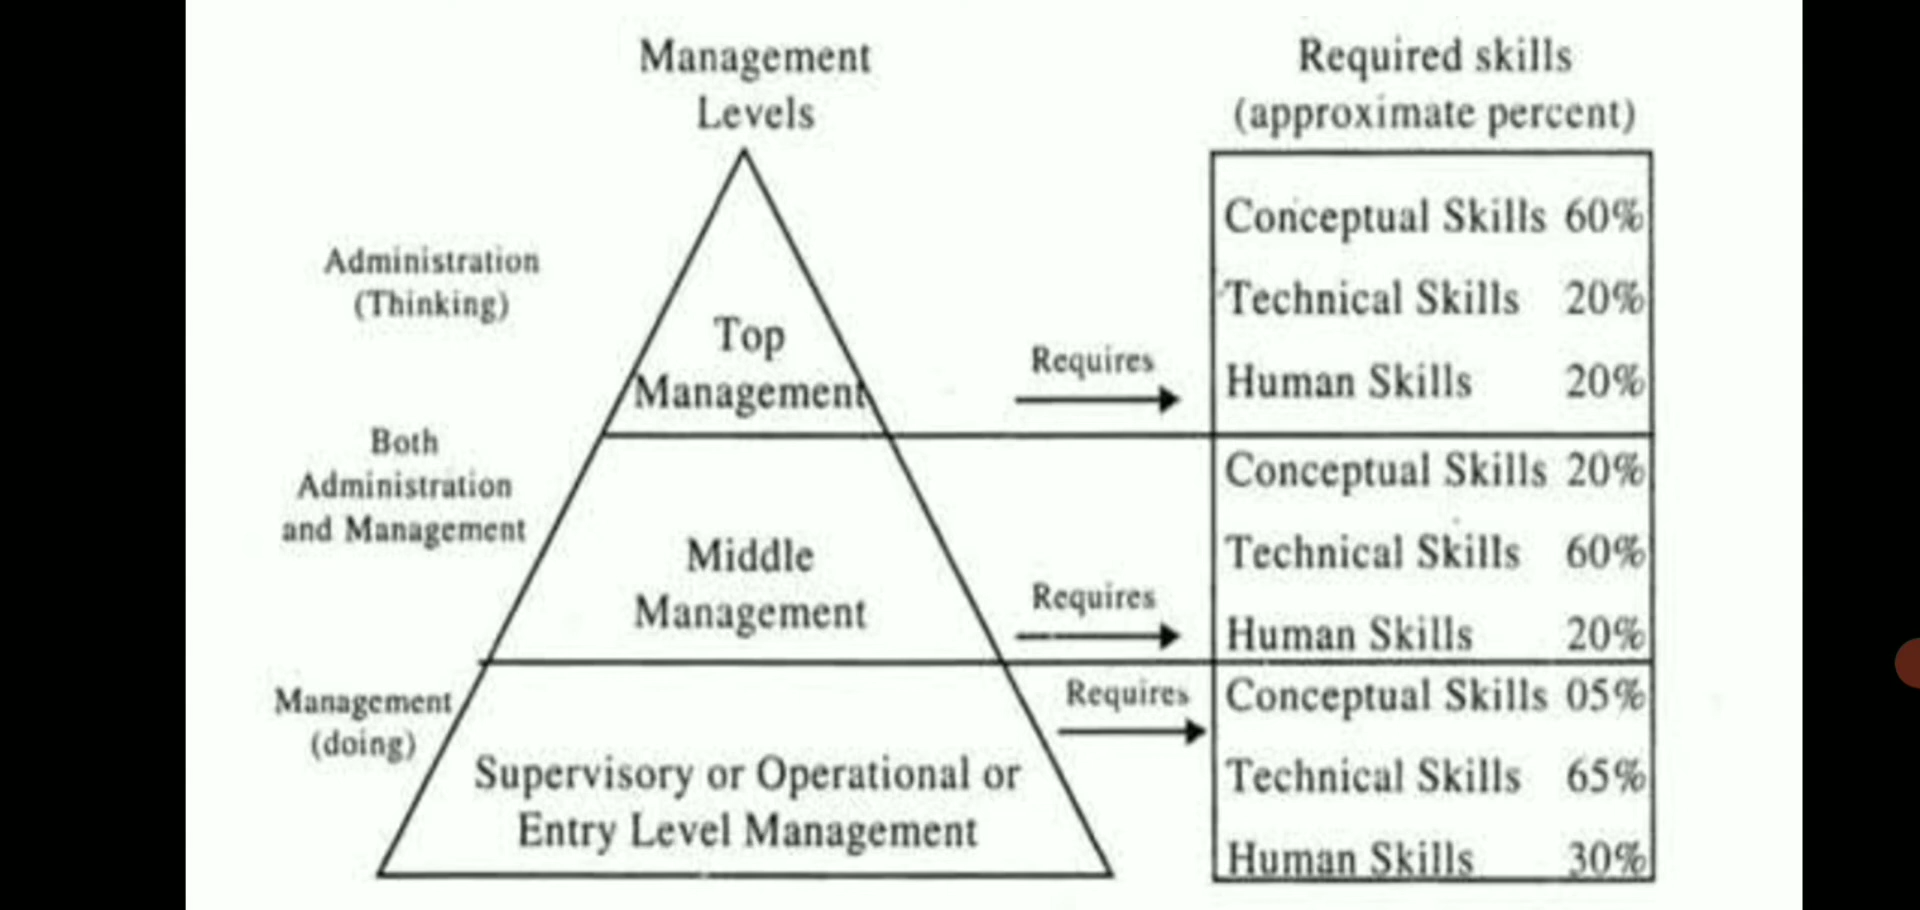 Management
Levels
Required skills
(approximate percent)
Administration
(Thinking)
Top
Management
Requires
Conceptual Skills 60%
Technical Skills 20%
Human Skills 20%
Both
Administration
and Management
Middle
Management
Requires
Conceptual Skills 20%
Technical Skills 60%
Human Skills 20%
Management
(doing)
Supervisory or Operational or
Entry Level Management
Requires
Conceptual Skills 05%
Technical Skills 65%
Human Skills 30%